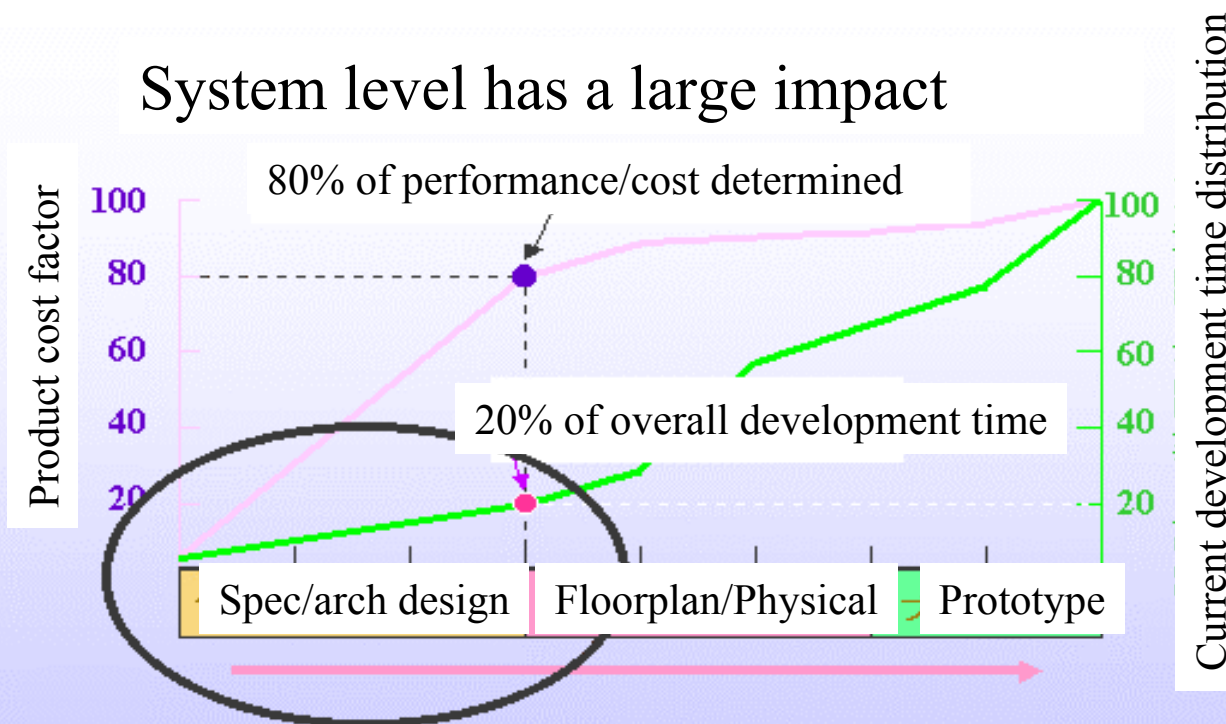 System level has a large impact
80% of performance/cost determined
Product cost factor
100
80
60
40
20
20% of overall development time
100
80
60
40
20
Current development time distribution
Spec/arch design
Floorplan/Physical
Prototype